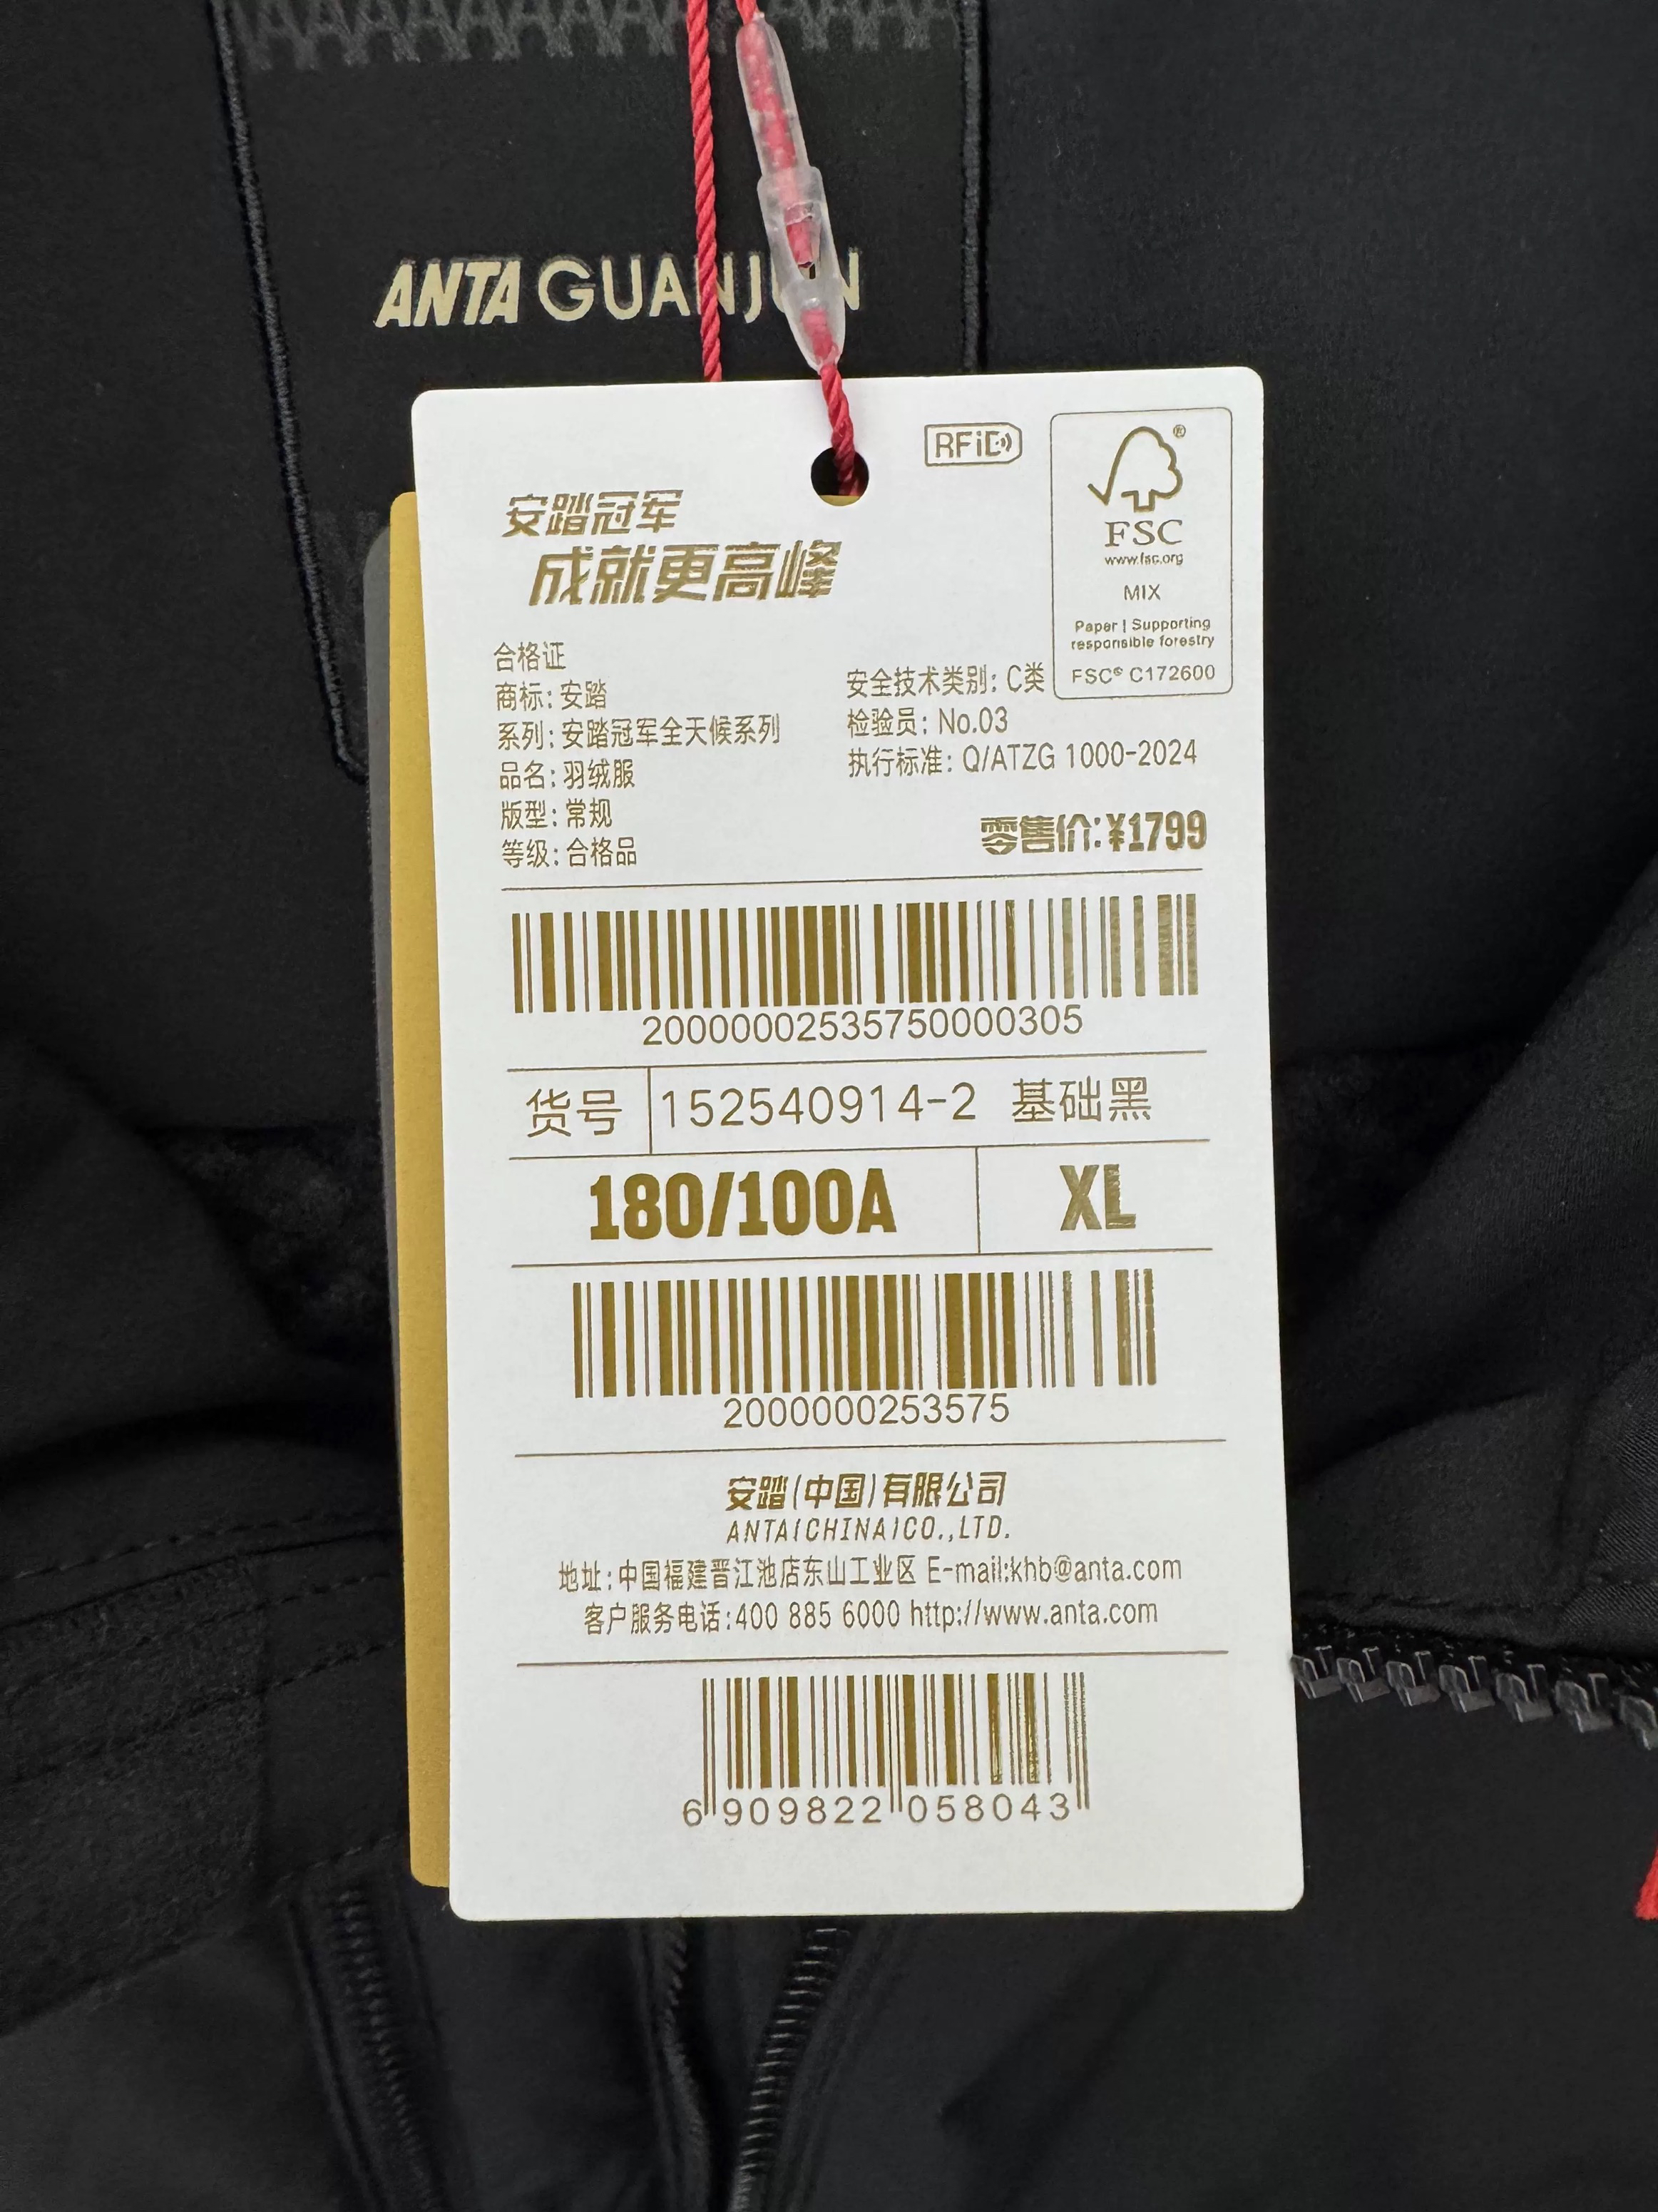 ANTA GUANJUN
RFiD
安踏冠军
成就更高峰
FSC
www.fsc.org
MIX
Paper | Supporting
responsible forestry
FSC® C172600
合格证
商标: 安踏
系列: 安踏冠军全天候系列
品名: 羽绒服
版型: 常规
等级: 合格品
安全技术类别: C类
检验员: No.03
执行标准: Q/ATZG 1000-2024
零售价:¥1799
20000002535750000305
货号 152540914-2 基础黑
180/100A XL
2000000253575
安踏(中国)有限公司
ANTA(CHINA)CO.,LTD.
地址:中国福建晋江池店东山工业区 E-mail:khb@anta.com
客户服务电话:400 885 6000 http://www.anta.com
6 909822 058043